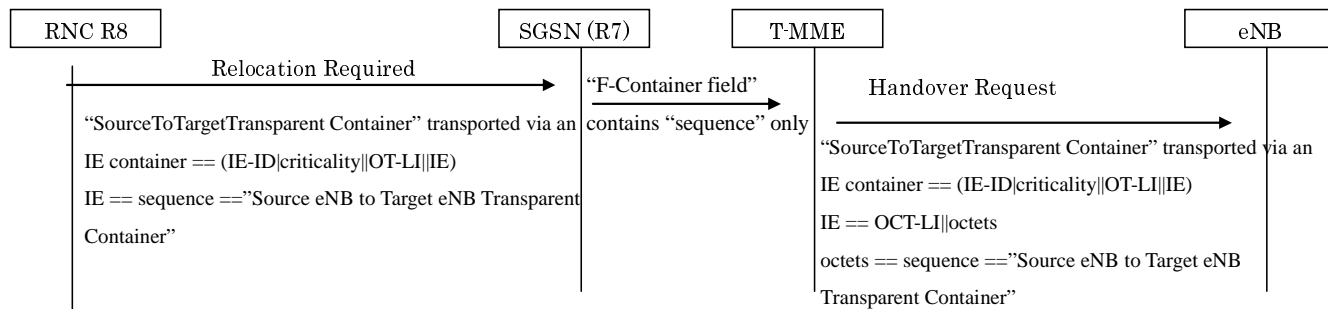 RNC R8
SGSN (R7)
T-MME
eNB
Relocation Required
“F-Container field”
contains “sequence” only
Handover Request
“SourceToTargetTransparent Container” transported via an
IE container == (IE-ID|criticality||OT-LI||IE)
IE == sequence ==”Source eNB to Target eNB Transparent
Container”
“SourceToTargetTransparent Container” transported via an
IE container == (IE-ID|criticality||OT-LI||IE)
IE == OCT-LI||octets
octets == sequence ==”Source eNB to Target eNB
Transparent Container”